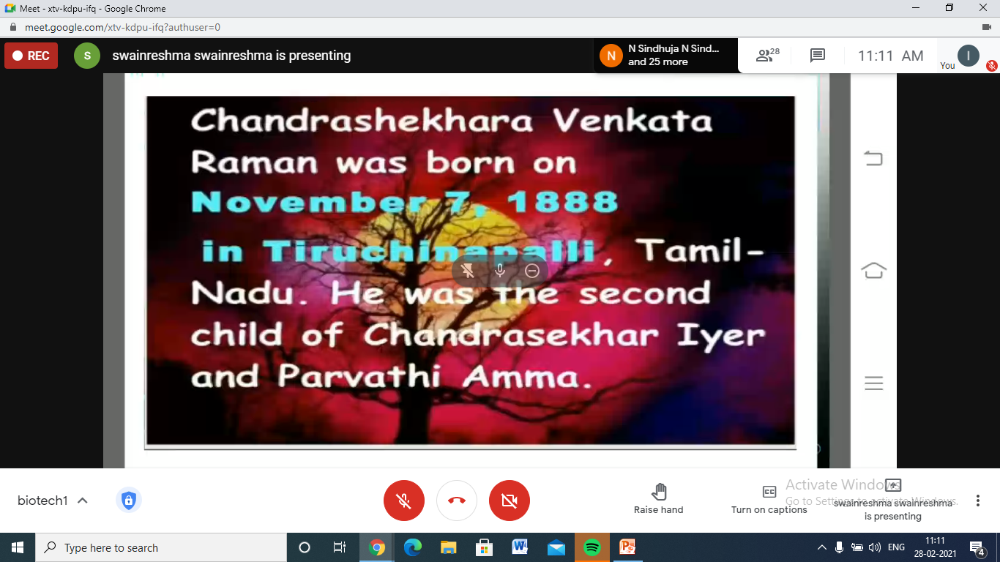 Meet - xtv-kdpu-ifq - Google Chrome
meet.google.com/xtv-kdpu-ifq?authuser=0
REC
S
swainreshma swainreshma is presenting
N
N Sindhuja N Sind...
and 25 more
28
11:11 AM
You
I
Chandrashekhara Venkata
Raman was born on
November 7, 1888
in Tiruchinapalli, Tamil-
Nadu. He was the second
child of Chandrasekhar Iyer
and Parvathi Amma.
biotech1
Raise hand
CC
Turn on captions
swainreshma swainreshma
is presenting
Activate Windows
Go to Settings to activate Windows.
Type here to search
ENG
11:11
28-02-2021
4